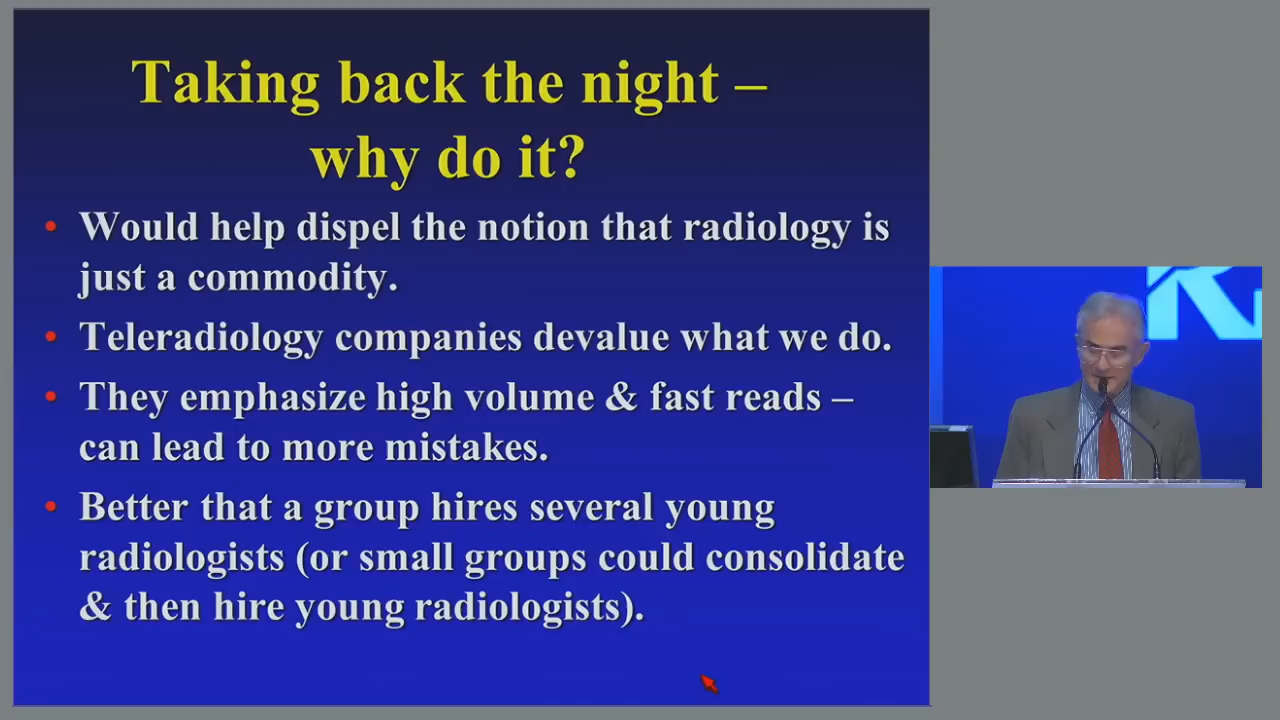 Taking back the night –
why do it?
• Would help dispel the notion that radiology is
just a commodity.
• Teleradiology companies devalue what we do.
• They emphasize high volume & fast reads –
can lead to more mistakes.
• Better that a group hires several young
radiologists (or small groups could consolidate
& then hire young radiologists).